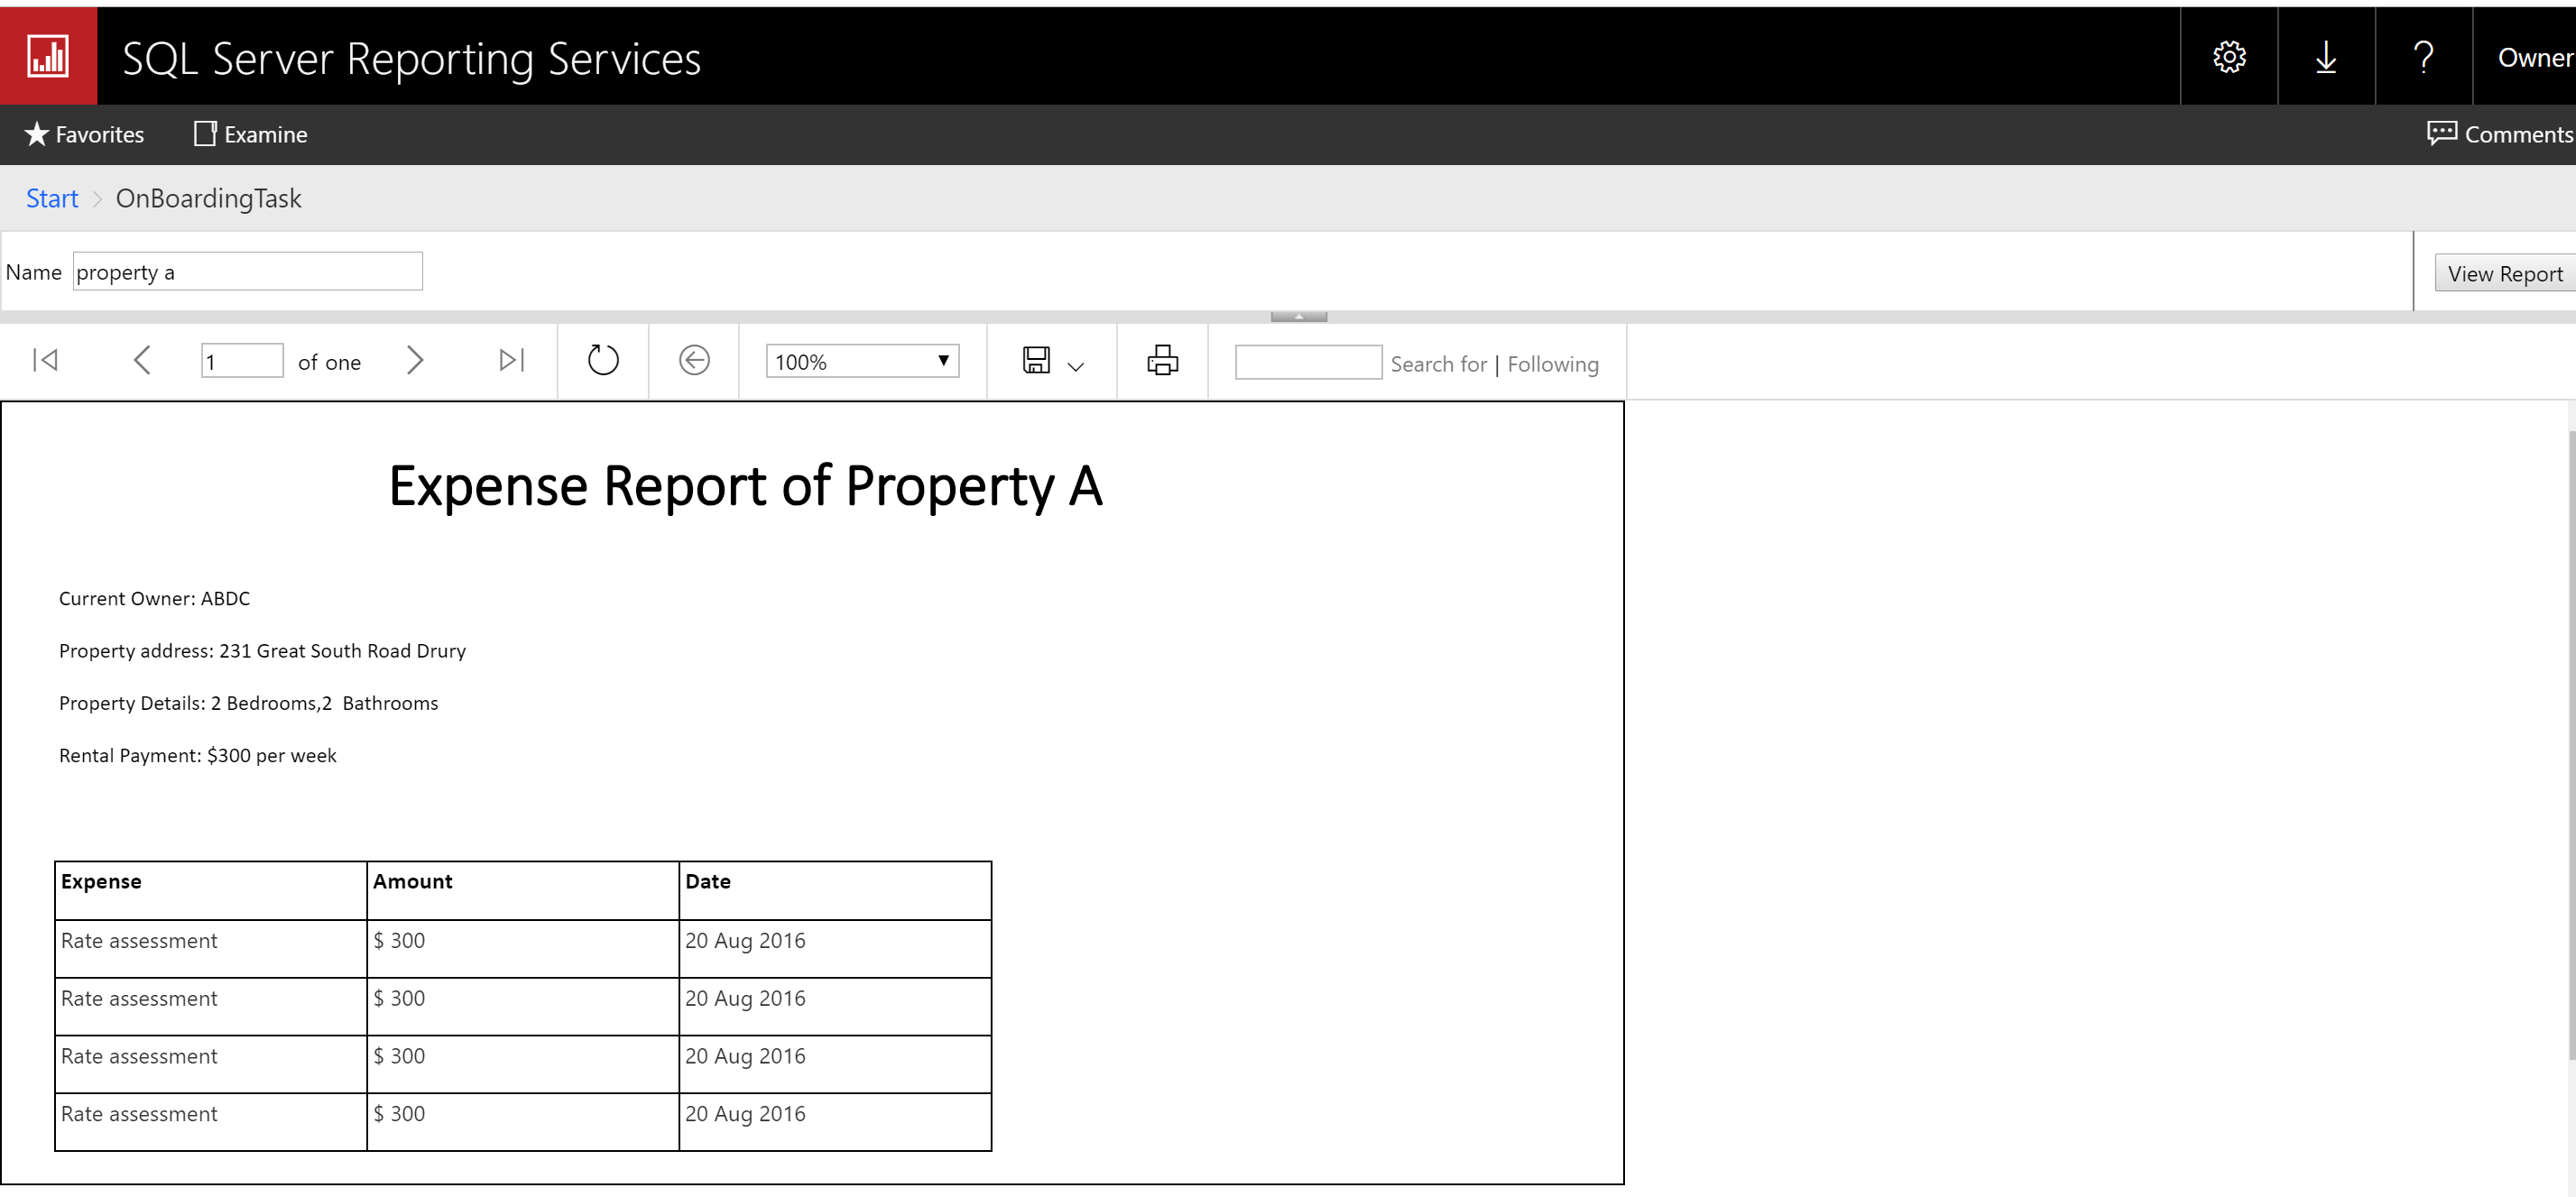 SQL Server Reporting Services
Owner
Favorites Examine Comments
Start > OnBoardingTask
Name property a View Report
1 of one 100% Search for | Following
Expense Report of Property A
Current Owner: ABDC
Property address: 231 Great South Road Drury
Property Details: 2 Bedrooms,2  Bathrooms
Rental Payment: $300 per week
Expense Amount Date
Rate assessment $ 300 20 Aug 2016
Rate assessment $ 300 20 Aug 2016
Rate assessment $ 300 20 Aug 2016
Rate assessment $ 300 20 Aug 2016